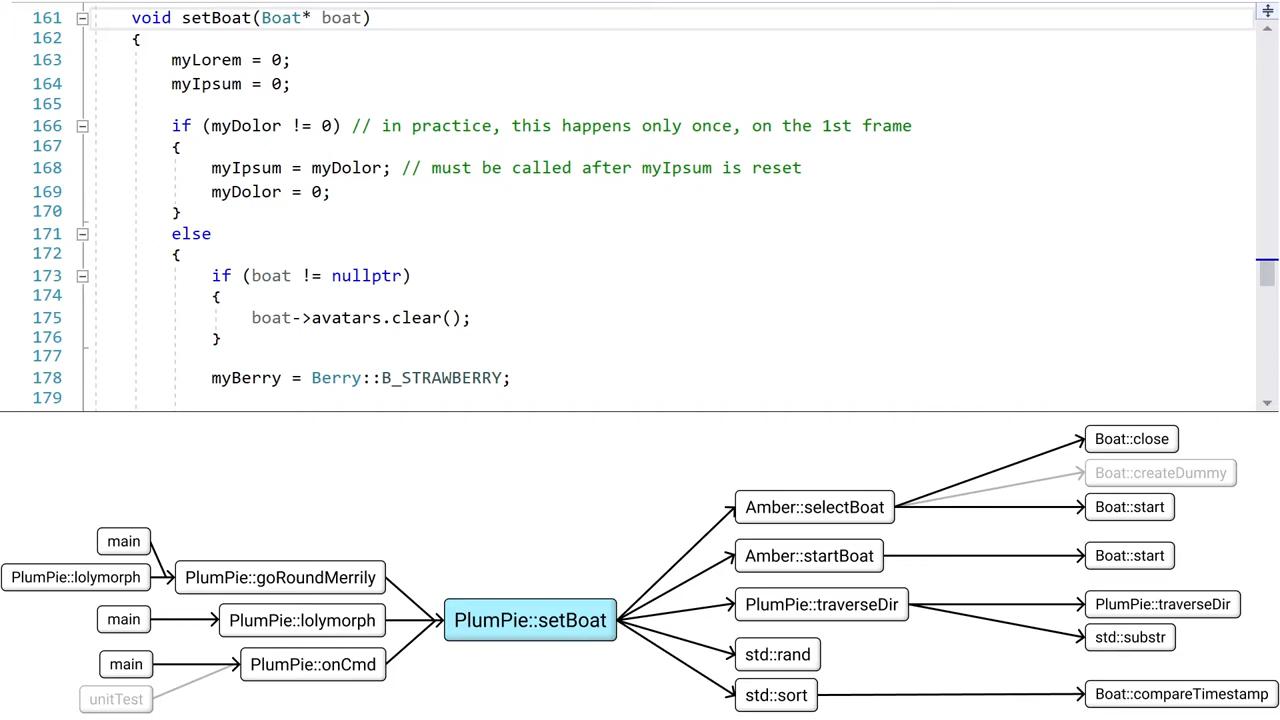 161 void setBoat(Boat* boat)
162 {
163 myLorem = 0;
164 myIpsum = 0;
165
166 if (myDolor != 0) // in practice, this happens only once, on the 1st frame
167 {
168 myIpsum = myDolor; // must be called after myIpsum is reset
169 myDolor = 0;
170 }
171 else
172 {
173 if (boat != nullptr)
174 {
175 boat->avatars.clear();
176 }
177
178 myBerry = Berry::B_STRAWBERRY;
179
main
PlumPie::lolymorph
PlumPie::goRoundMerrily
main
PlumPie::lolymorph
main
PlumPie::onCmd
unitTest
PlumPie::setBoat
Amber::selectBoat
Amber::startBoat
PlumPie::traverseDir
std::rand
std::sort
Boat::close
Boat::createDummy
Boat::start
Boat::start
PlumPie::traverseDir
std::substr
Boat::compareTimestamp